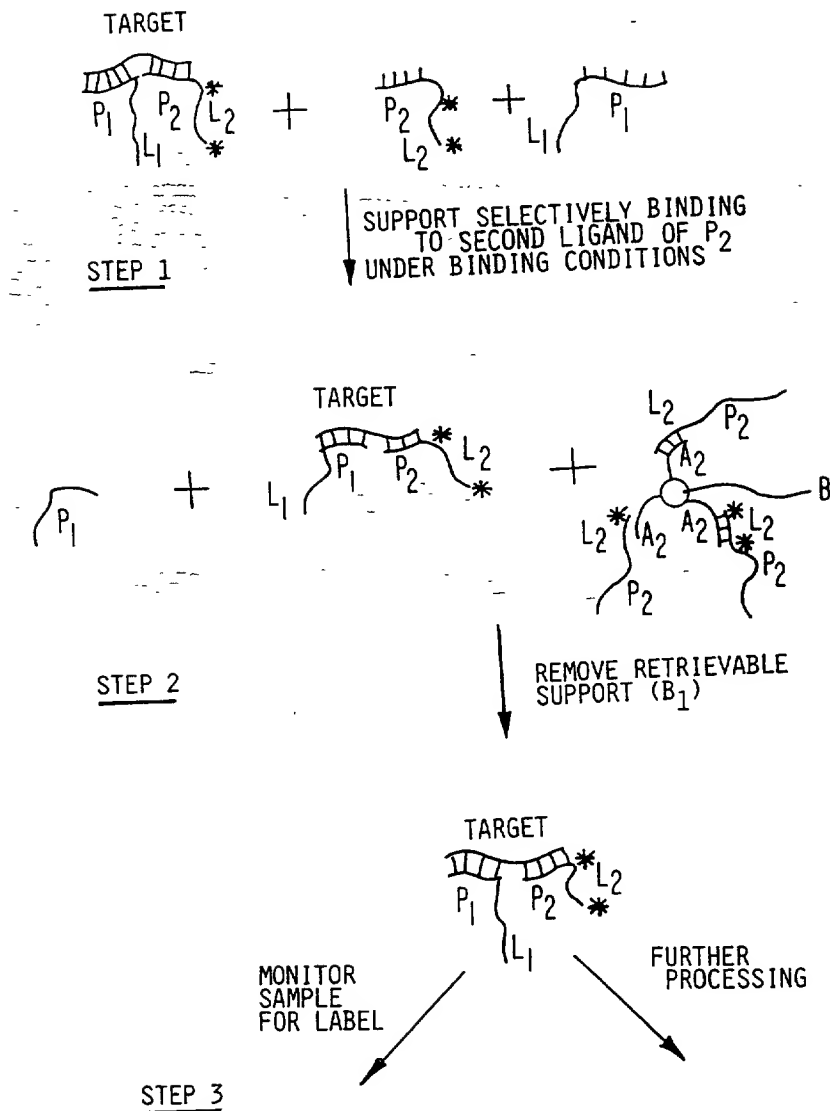 TARGET
P1 P2 L2 L1
+
P2 L2
+
L1 P1
STEP 1
SUPPORT SELECTIVELY BINDING
TO SECOND LIGAND OF P2
UNDER BINDING CONDITIONS
P1
+
TARGET
L1 P1 P2 L2
+
L2 P2
A2
B
L2 A2 A2 L2
P2 P2
STEP 2
REMOVE RETRIEVABLE
SUPPORT (B1)
TARGET
P1 P2 L2
L1
MONITOR
SAMPLE
FOR LABEL
FURTHER
PROCESSING
STEP 3